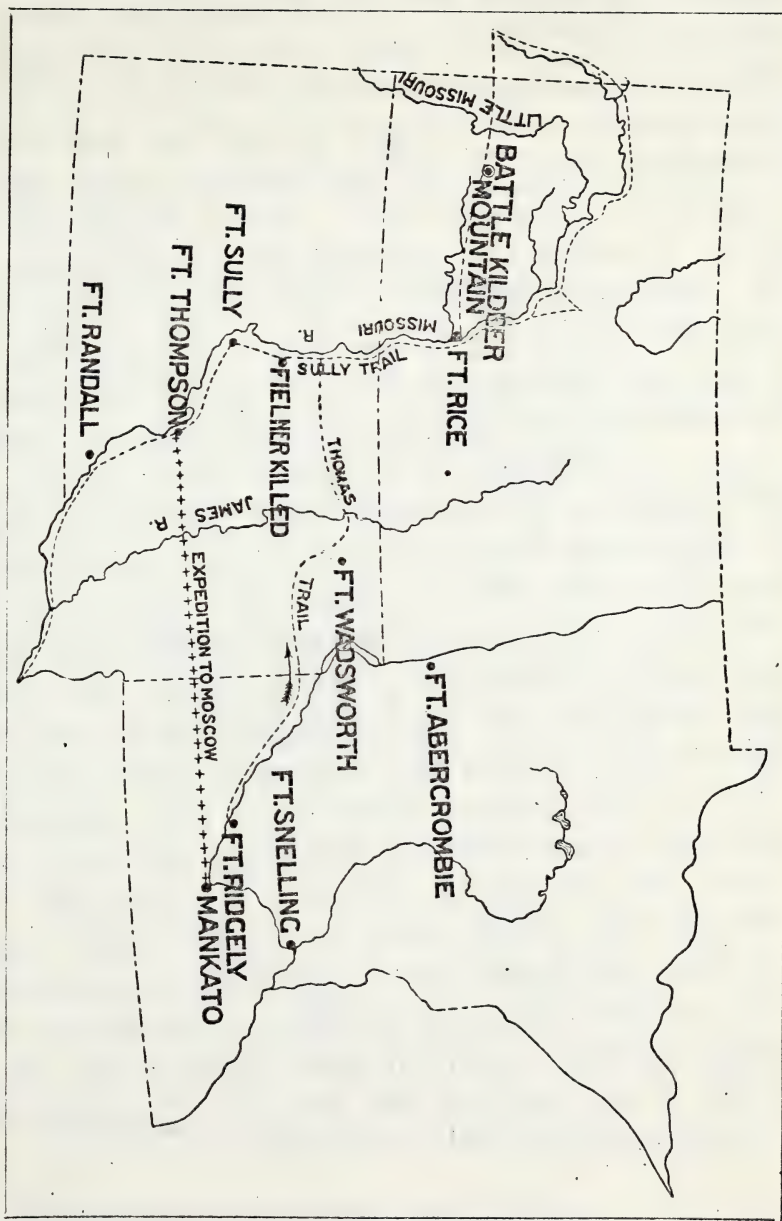 LITTLE MISSOURI
BATTLE KILDEER
MOUNTAIN
FT. SULLY
FT. THOMPSON
FT. RANDALL
MISSOURI
R.
SULLY TRAIL
FT. RICE
FIELNER KILLED
THOMAS
TRAIL
JAMES
R.
EXPEDITION TO MOSCOW
FT. WADSWORTH
FT. ABERCROMBIE
FT. SNELLING
FT. RIDGELY
MANKATO